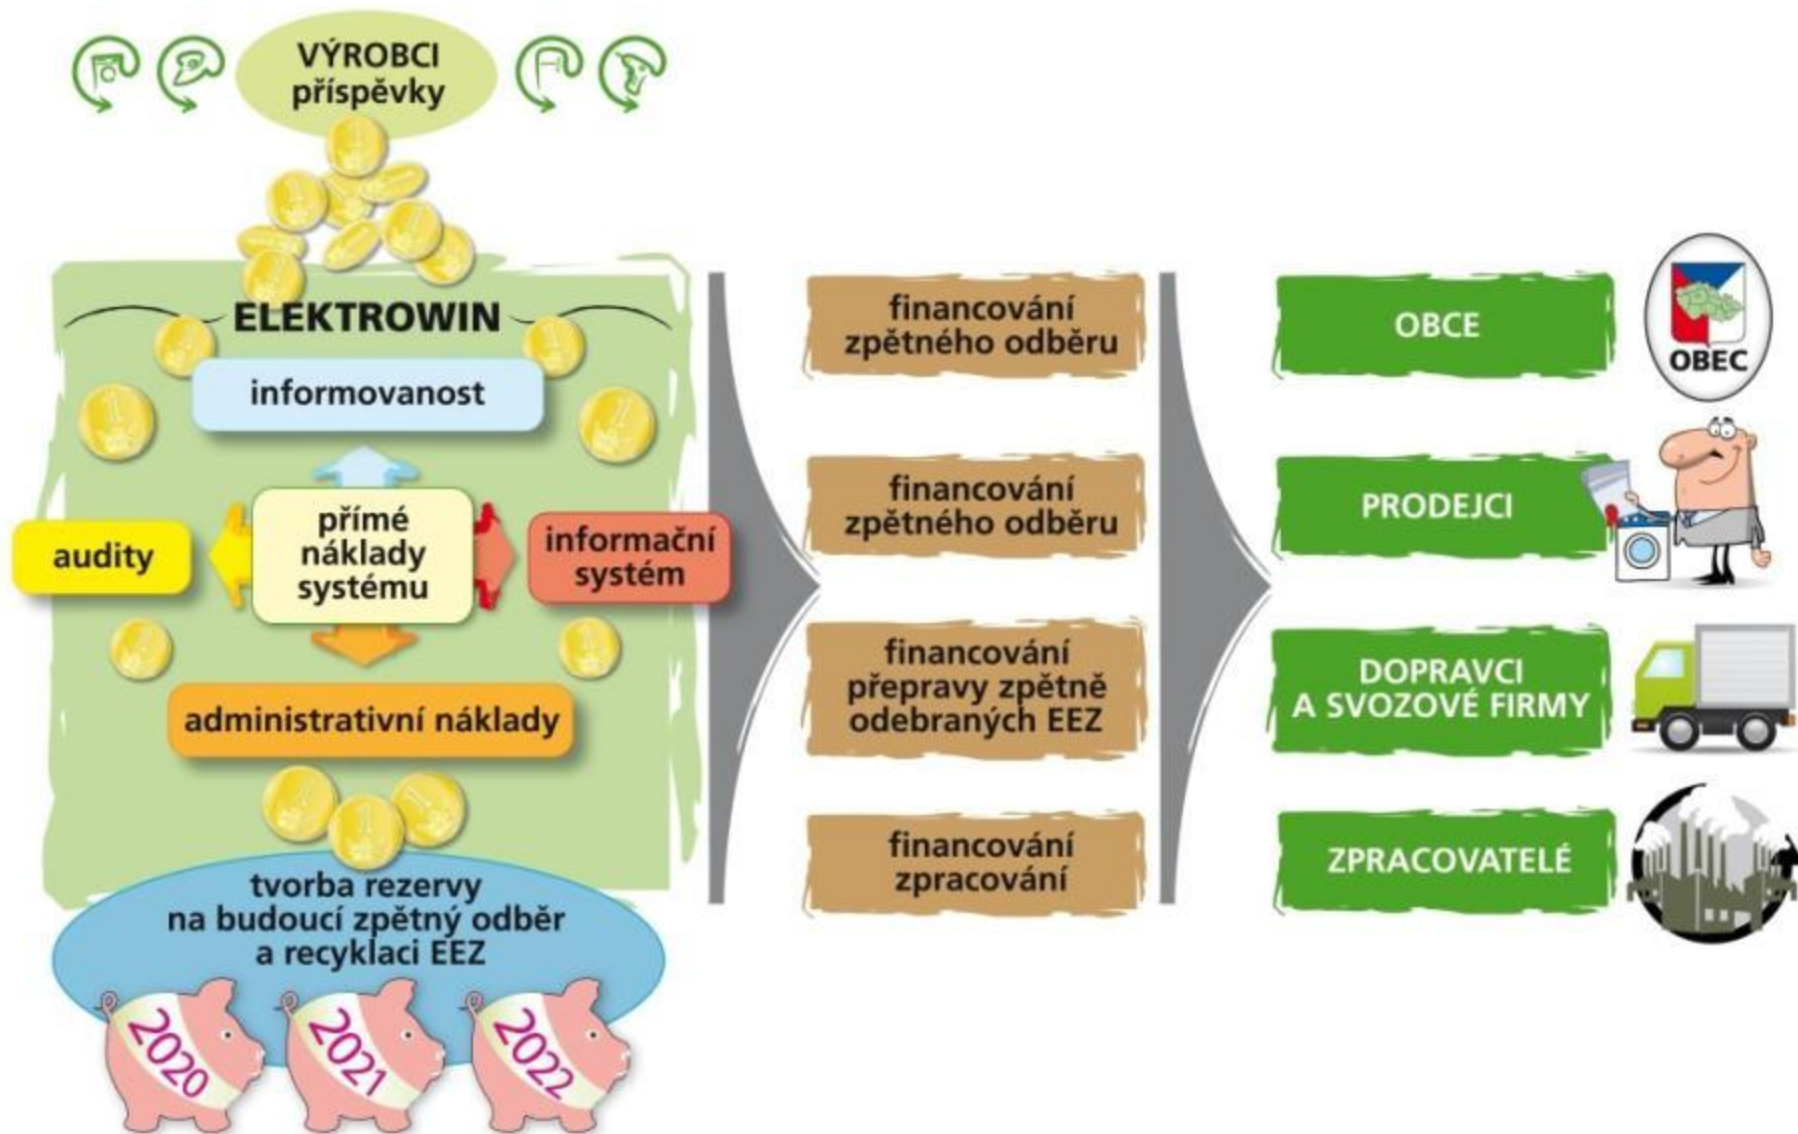 VÝROBCI
příspěvky
ELEKTROWIN
informovanost
přímé
náklady
systému
audity
informační
systém
administrativní náklady
tvorba rezervy
na budoucí zpětný odběr
a recyklaci EEZ
2020
2021
2022
financování
zpětného odběru
financování
zpětného odběru
financování
přepravy zpětně
odebraných EEZ
financování
zpracování
OBCE
OBEC
PRODEJCI
DOPRAVCI
A SVOZOVÉ FIRMY
ZPRACOVATELÉ